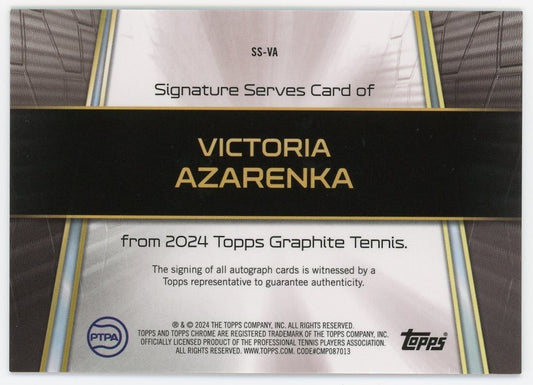 SS-VA
Signature Serves Card of
VICTORIA
AZARENKA
from 2024 Topps Graphite Tennis.
The signing of all autograph cards is witnessed by a
Topps representative to guarantee authenticity.
® & © 2024 THE TOPPS COMPANY, INC. ALL RIGHTS RESERVED.
TOPPS AND TOPPS CHROME ARE REGISTERED TRADEMARK OF THE TOPPS COMPANY, INC.
OFFICIALLY LICENSED PRODUCT OF THE PROFESSIONAL TENNIS PLAYERS ASSOCIATION.
ALL RIGHTS RESERVED. WWW.TOPPS.COM. CODE#CMP087013
PTPA
topps